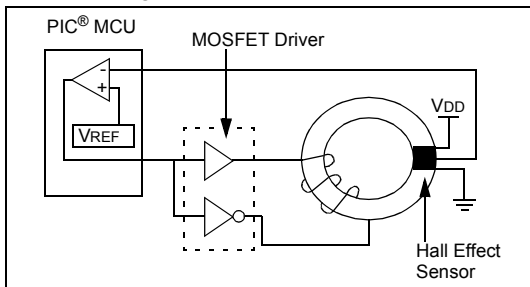 PIC® MCU
MOSFET Driver
-
+
VREF
VDD
Hall Effect
Sensor